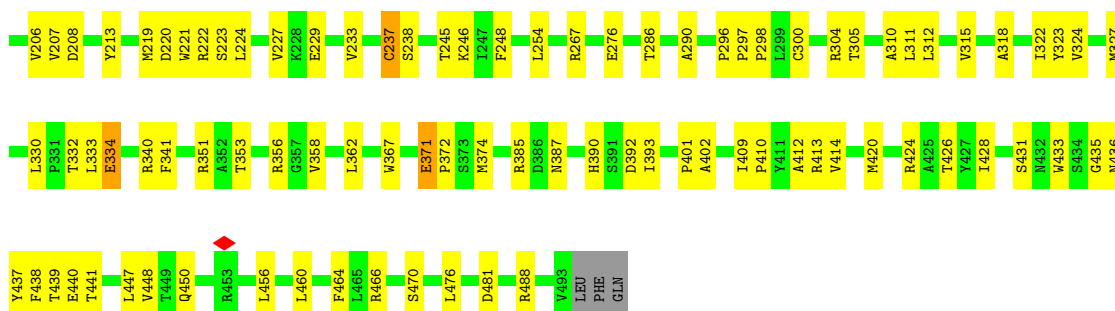 V206 V207 D208 Y213 M219 D220 W221 R222 S223 L224 V227 K228 E229 V233 C237 S238 T245 K246 I247 F248 L254 R267 E276 T286 A290 P296 P297 P298 L299 C300 R304 T305 A310 L311 L312 V315 A318 I322 Y323 V324 M327
L330 P331 T332 L333 E334 R340 F341 R351 A352 T353 R356 G357 V358 L362 W367 E371 P372 S373 M374 R385 D386 N387 H390 S391 D392 I393 P401 A402 I409 P410 Y411 A412 R413 V414 M420 R424 A425 T426 Y427 I428 S431 N432 W433 S434 G435 N436
Y437 F438 T439 E440 T441 L447 V448 T449 Q450 R453 L456 L460 F464 L465 R466 S470 L476 D481 R488 V493 LEU PHE GLN